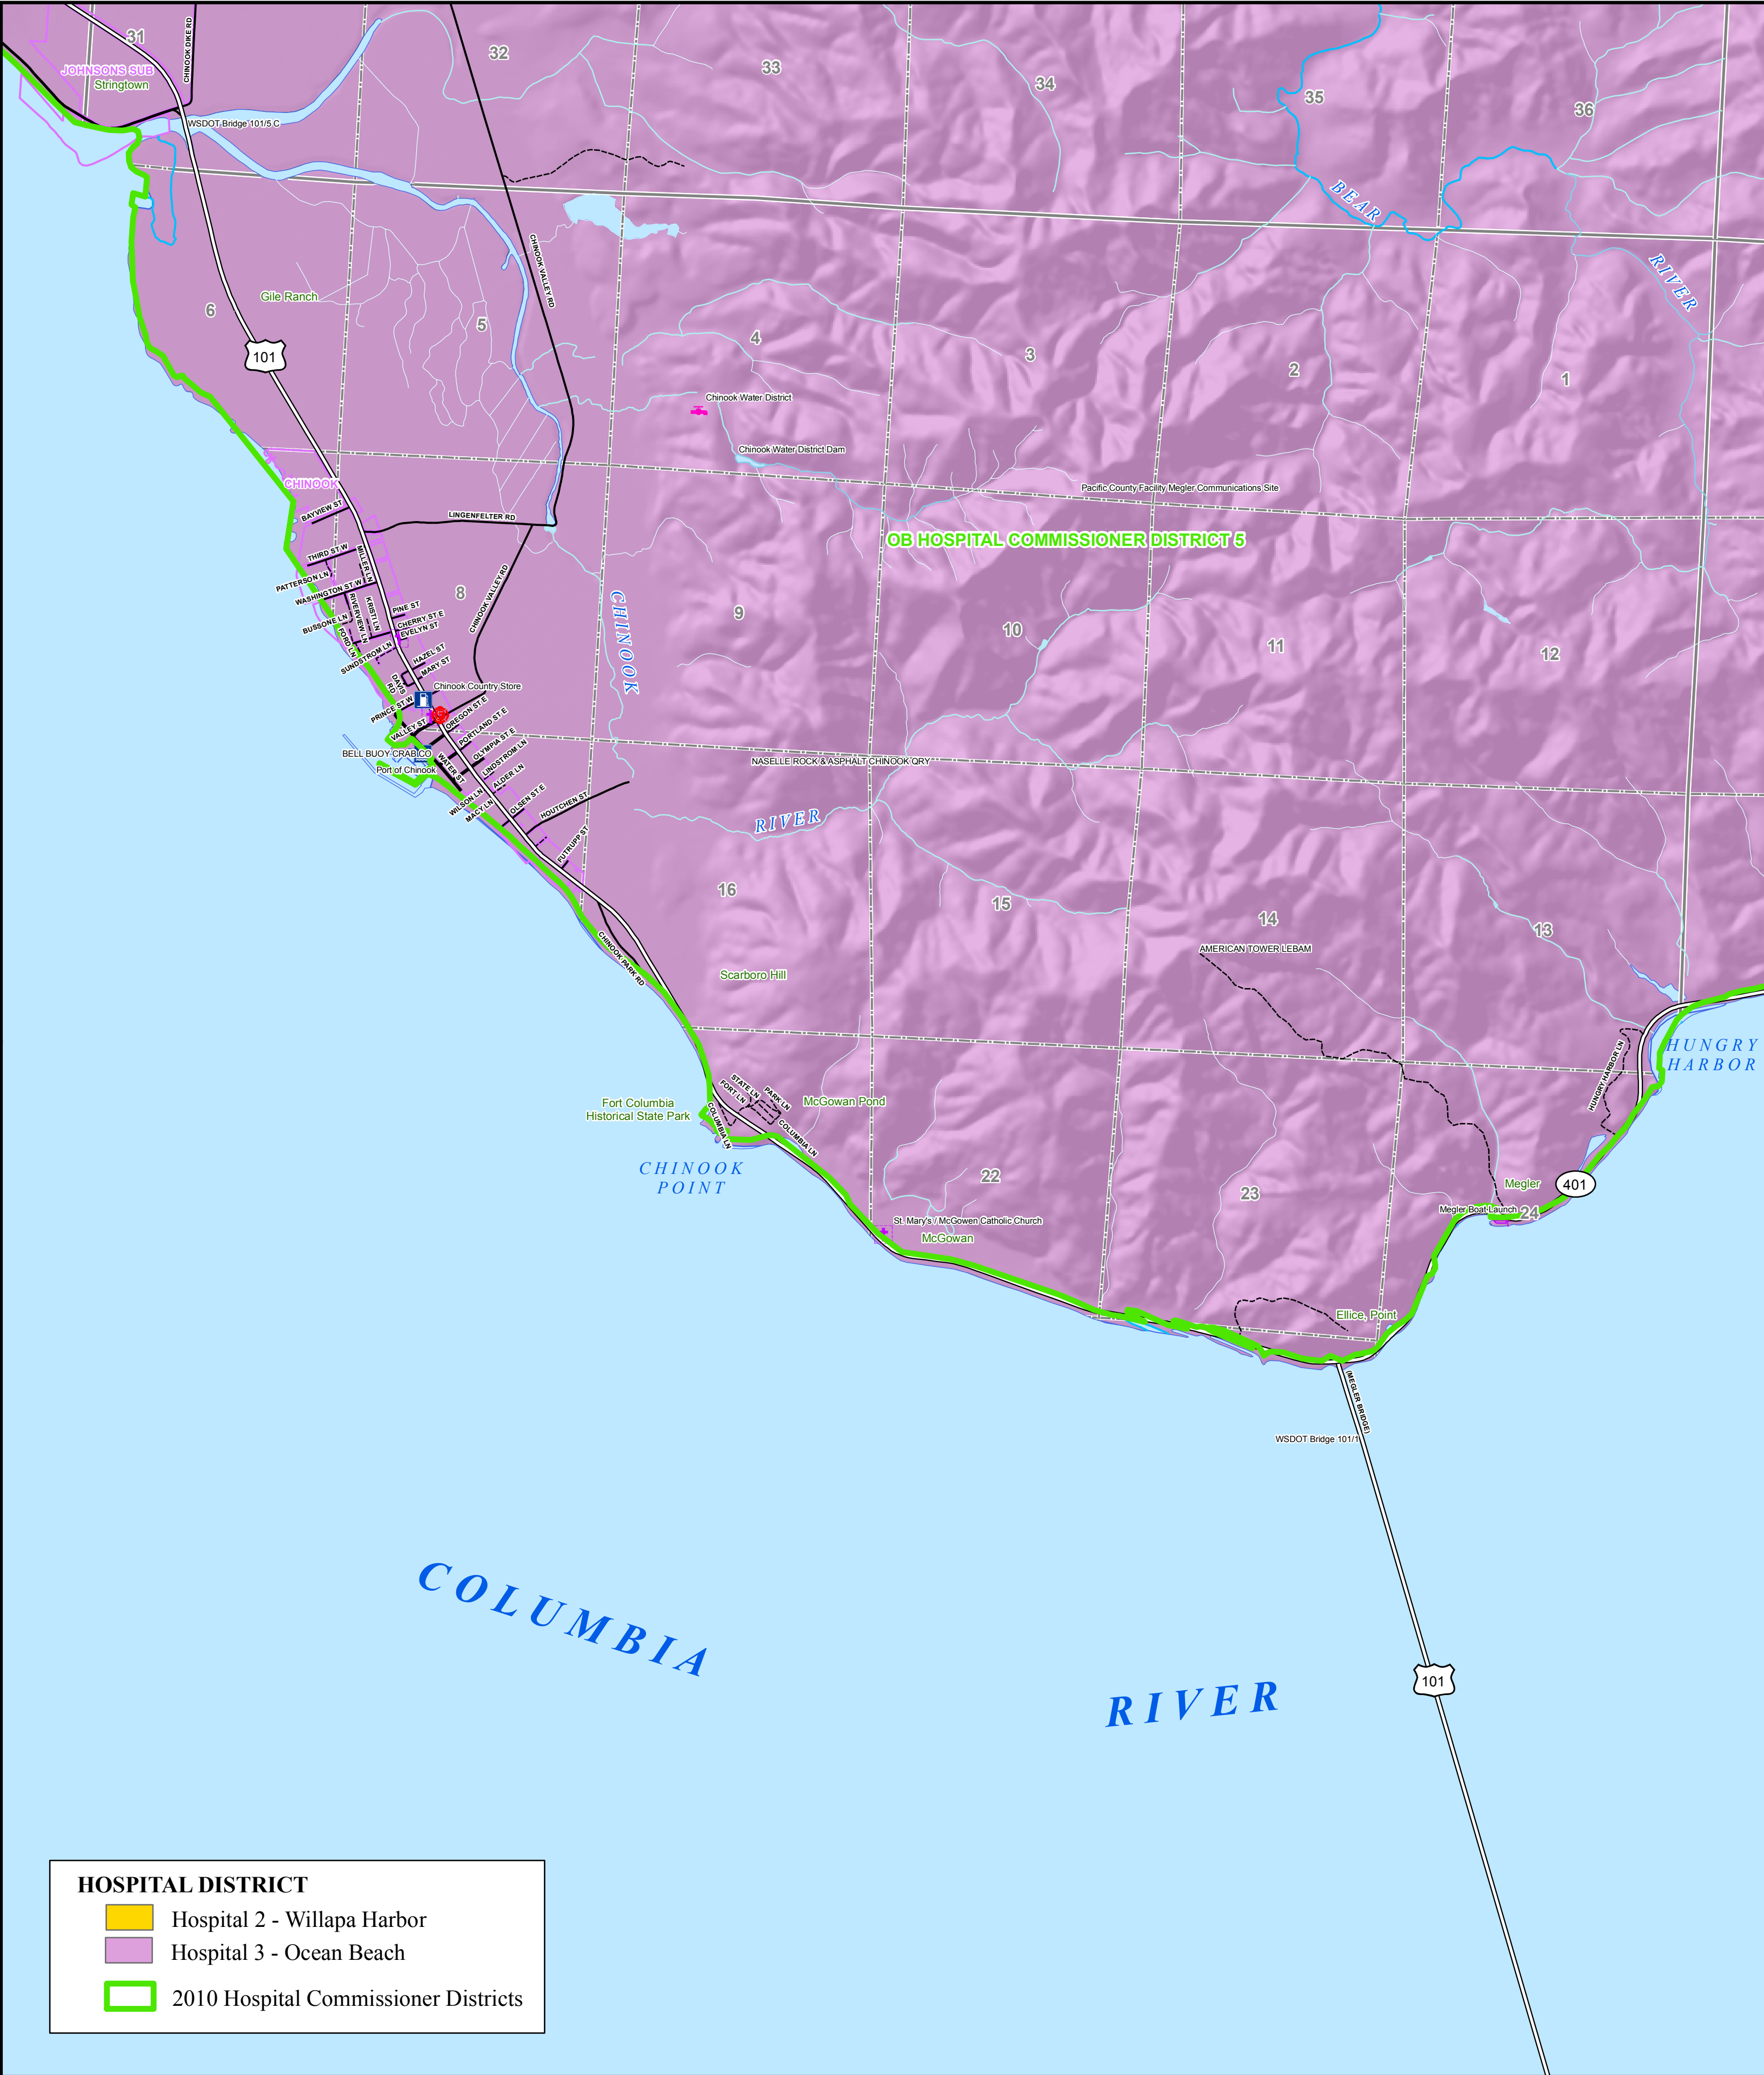 31
CHINOOK DIKE RD
32
33
34
35
36
JOHNSONS SUB
Stringtown
WSDOT Bridge 101/5 C
BEAR
RIVER
CHINOOK VALLEY RD
Gile Ranch
6
5
4
3
2
1
101
Chinook Water District
Chinook Water District Dam
CHINOOK
Pacific County Facility Megler Communications Site
BAYVIEW ST
LINGENFELTER RD
OB HOSPITAL COMMISSIONER DISTRICT 5
THIRD ST W
MILLER LN
PATTERSON LN
WASHINGTON ST W
8
CHINOOK VALLEY RD
CHINOOK
9
10
11
12
RIVERVIEW LN
KRISTI LN
PINE ST
CHERRY ST E
EVELYN ST
BUSSONE LN
FORD LN
SUNDSTROM LN
HAZEL ST
MARY ST
DAVIS RD
Chinook Country Store
PRINCE ST W
OREGON ST E
VALLEY ST
PORTLAND ST E
OLYMPIA ST E
BELL BUOY CRAB CO
Port of Chinook
WATER ST
LINDSTROM LN
ALDER LN
NASELLE ROCK & ASPHALT CHINOOK QRY
WILSON LN
MACY LN
OLSEN ST E
HOUTCHEN ST
RIVER
PUTRUPP ST
16
15
14
13
CHINOOK PARK RD
AMERICAN TOWER LEBAM
Scarboro Hill
HUNGRY
HARBOR
HUNGRY HARBOR LN
STATE LN
FORT LN
PARK LN
Fort Columbia
Historical State Park
McGowan Pond
COLUMBIA LN
COLUMBIA LN
CHINOOK
POINT
22
23
Megler
401
Megler Boat Launch
24
St. Mary's / McGowen Catholic Church
McGowan
Ellice, Point
(MEGLER BRIDGE)
WSDOT Bridge 101/1
COLUMBIA
RIVER
101
HOSPITAL DISTRICT
Hospital 2 - Willapa Harbor
Hospital 3 - Ocean Beach
2010 Hospital Commissioner Districts